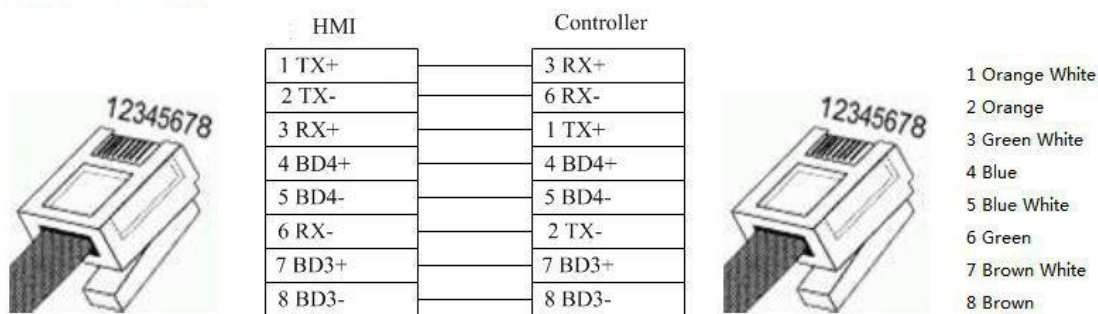 HMI Controller
1 TX+ 3 RX+
2 TX- 6 RX-
3 RX+ 1 TX+
4 BD4+ 4 BD4+
5 BD4- 5 BD4-
6 RX- 2 TX-
7 BD3+ 7 BD3+
8 BD3- 8 BD3-
12345678
12345678
1 Orange White
2 Orange
3 Green White
4 Blue
5 Blue White
6 Green
7 Brown White
8 Brown